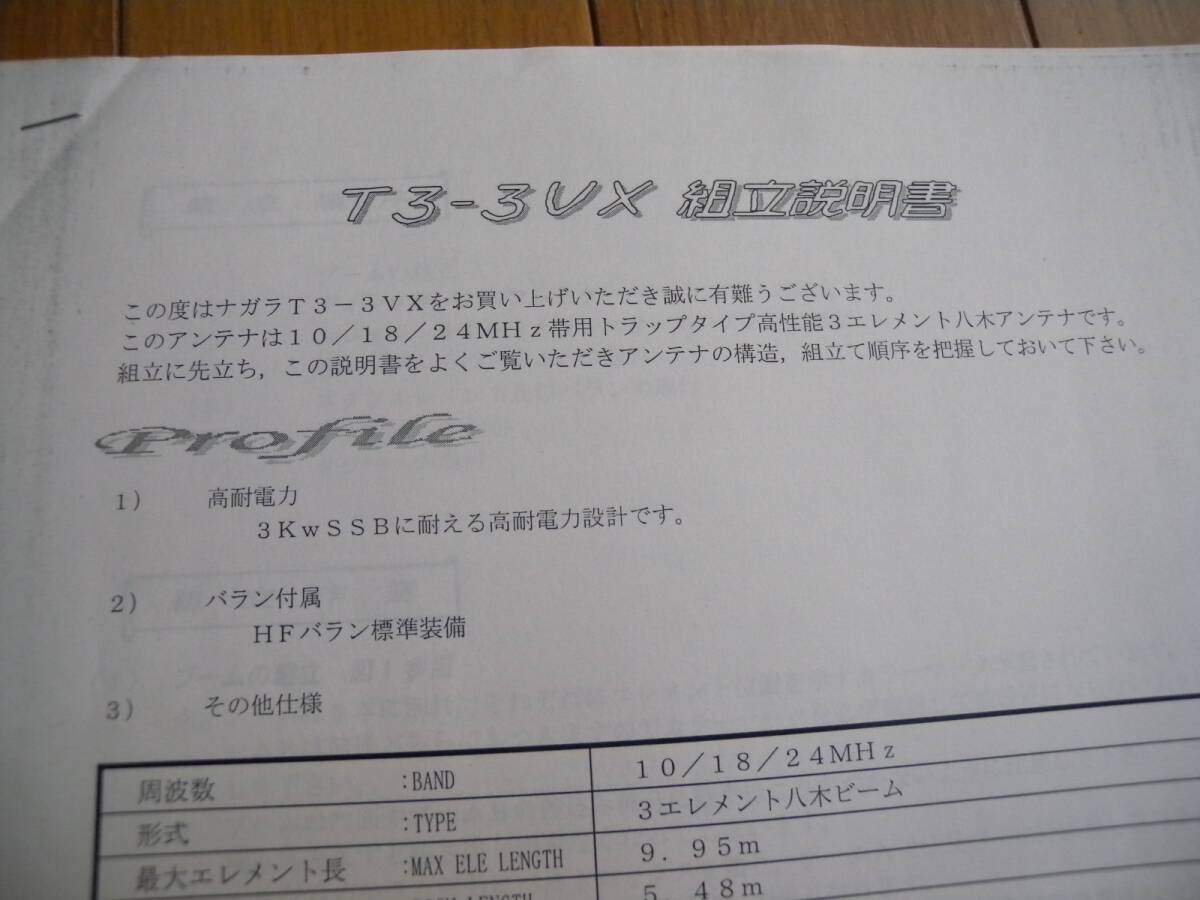 T3-3VX 組立説明書
この度はナガラT3-3VXをお買い上げいただき誠に有難うございます。
このアンテナは10/18/24MHz帯用トラップタイプ高性能3エレメント八木アンテナです。
組立に先立ち,この説明書をよくご覧いただきアンテナの構造,組立て順序を把握しておいて下さい。
Profile
1) 高耐電力
3KwSSBに耐える高耐電力設計です。
2) バラン付属
HFバラン標準装備
3) その他仕様
周波数 :BAND 10/18/24MHz
形式 :TYPE 3エレメント八木ビーム
最大エレメント長 :MAX ELE LENGTH 9.95m
LENGTH 5.48m